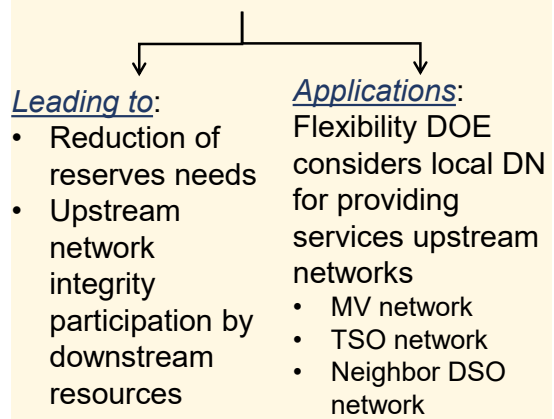 Leading to:
• Reduction of
reserves needs
• Upstream
network
integrity
participation by
downstream
resources
Applications:
Flexibility DOE
considers local DN
for providing
services upstream
networks
• MV network
• TSO network
• Neighbor DSO
network